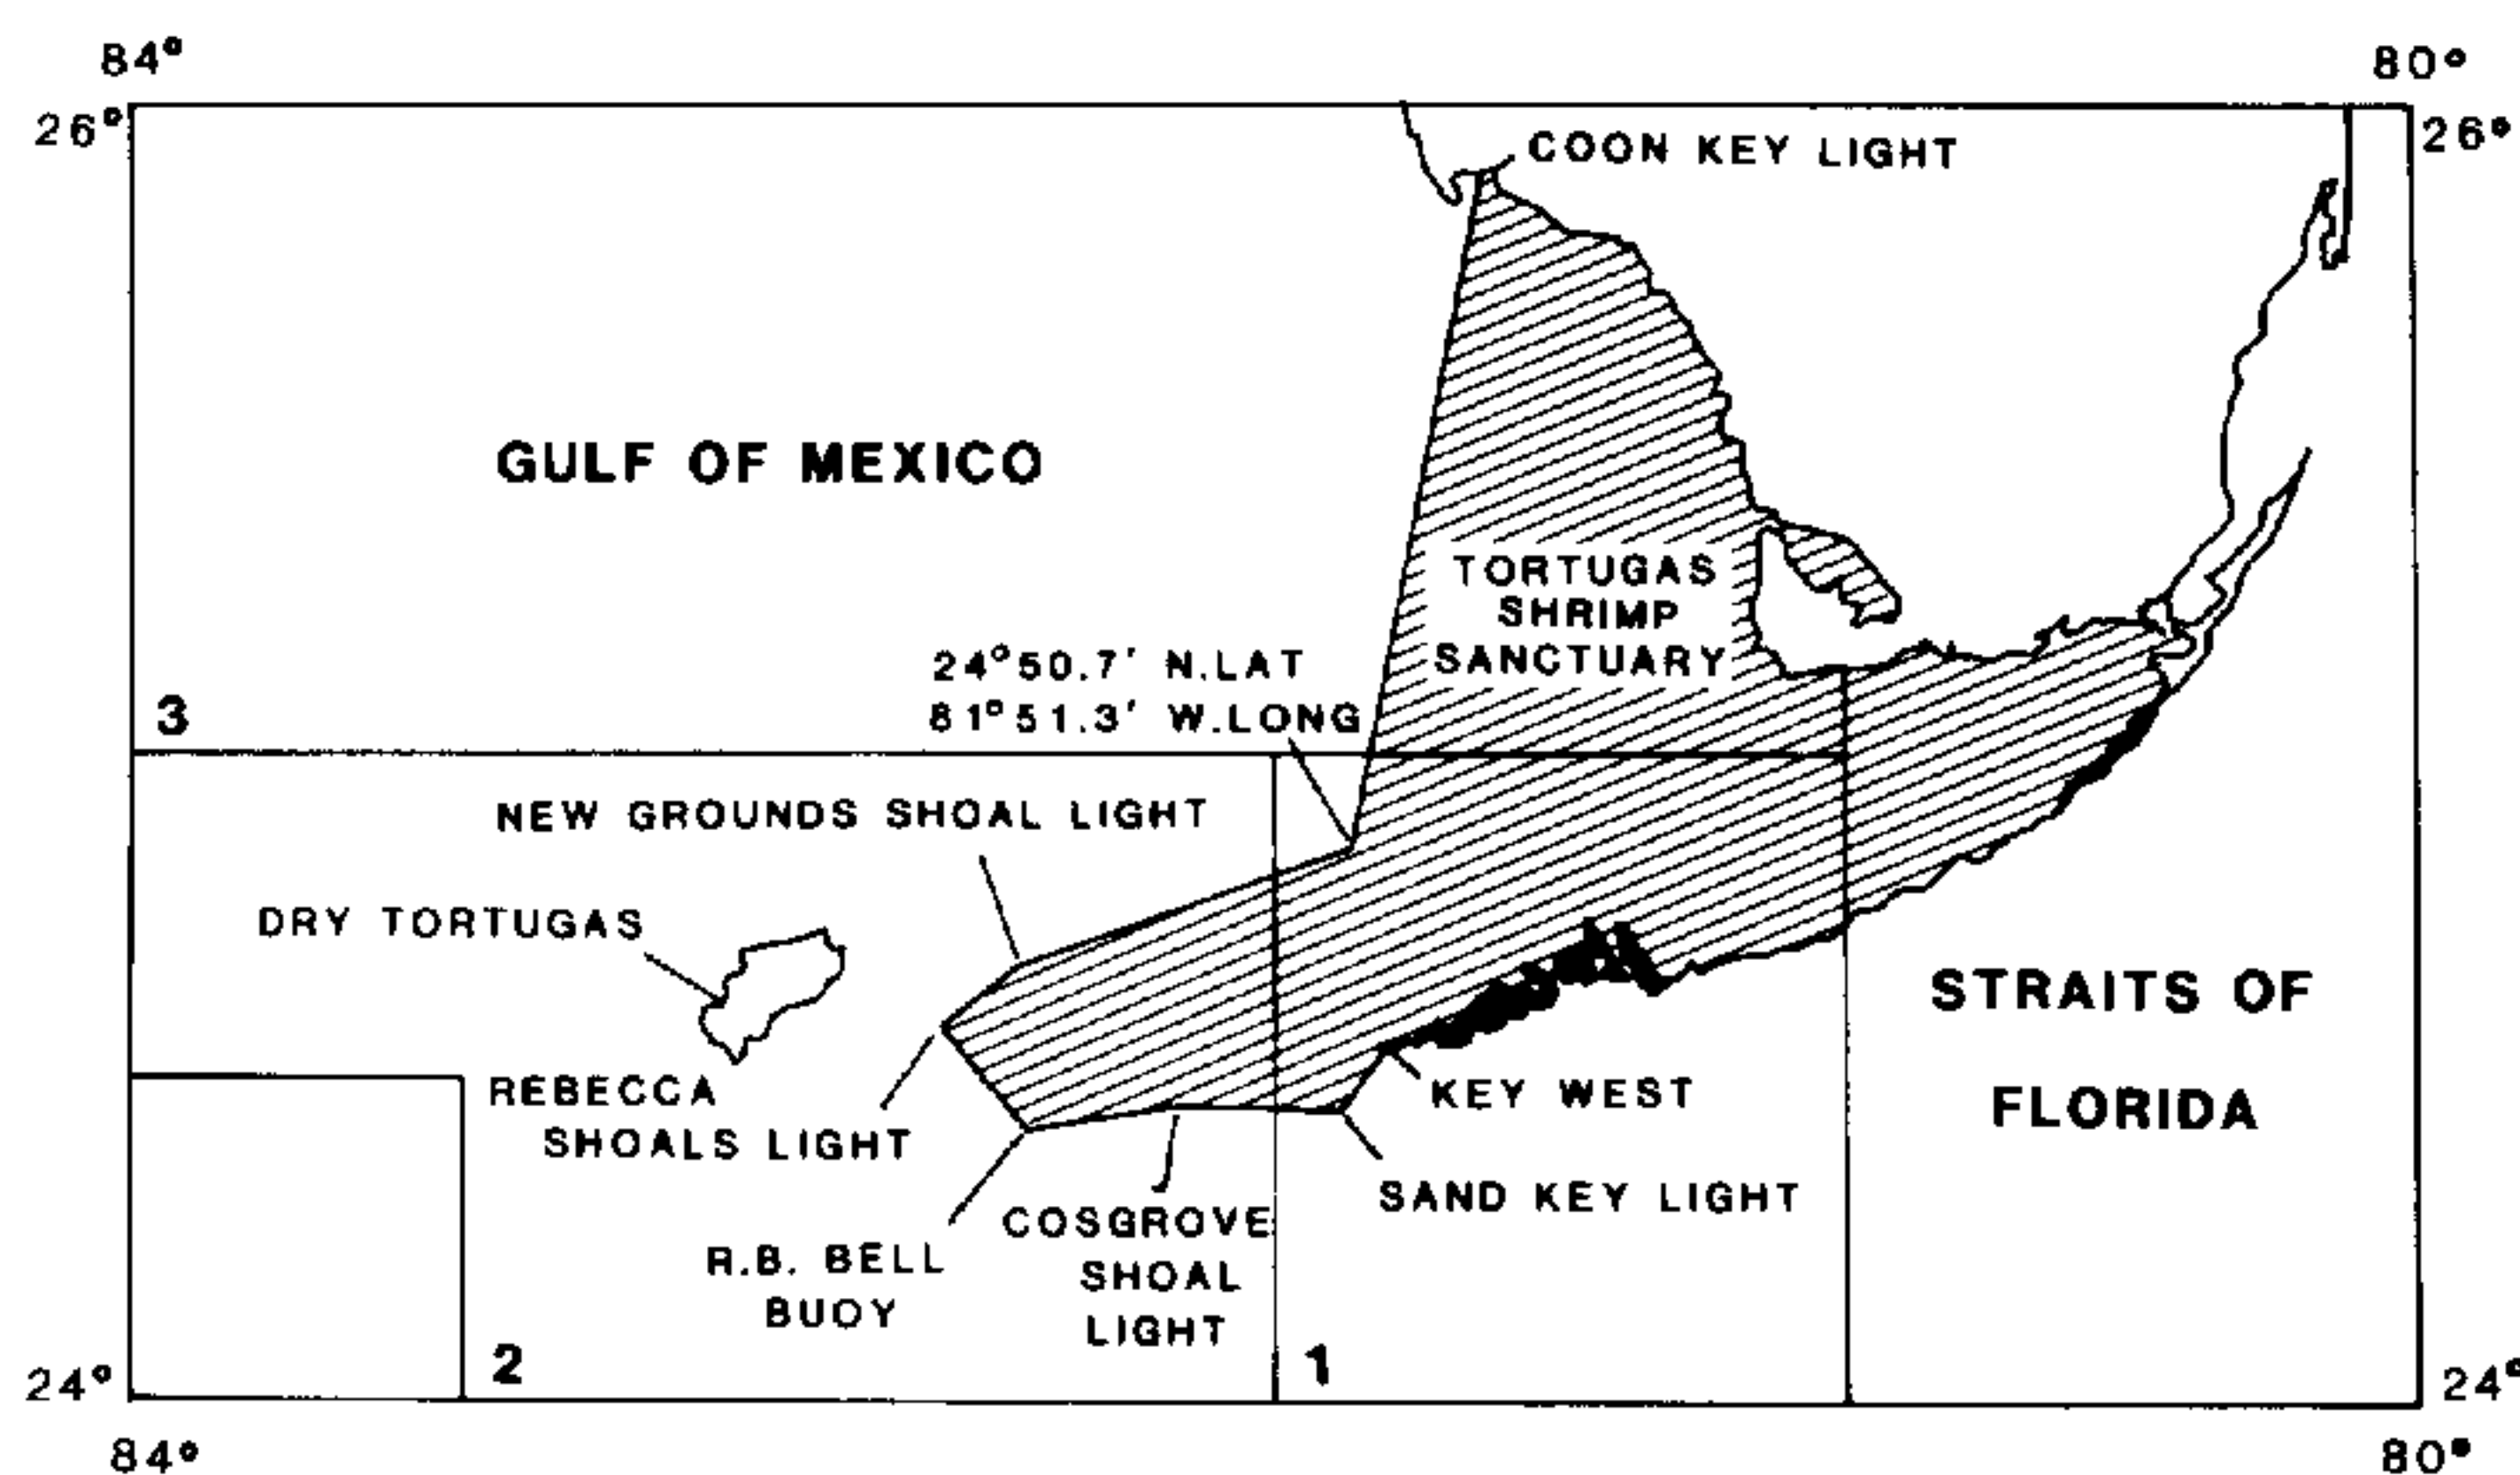 84°
80°
26°
26°
COON KEY LIGHT
GULF OF MEXICO
TORTUGAS
SHRIMP
SANCTUARY
24°50.7' N.LAT
81°51.3' W.LONG
3
NEW GROUNDS SHOAL LIGHT
DRY TORTUGAS
STRAITS OF
FLORIDA
REBECCA
SHOALS LIGHT
KEY WEST
SAND KEY LIGHT
COSGROVE
SHOAL
LIGHT
R.B. BELL
BUOY
2
1
24°
24°
84°
80°